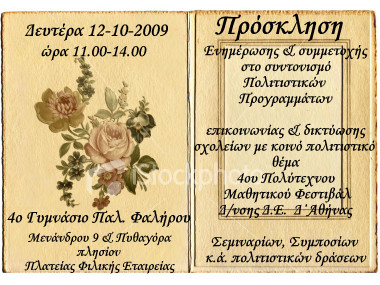 Δευτέρα 12-10-2009
ώρα 11.00-14.00
4ο Γυμνάσιο Παλ. Φαλήρου
Μενάνδρου 9 & Πυθαγόρα
πλησίον
Πλατείας Φιλικής Εταιρείας
Πρόσκληση
Ενημέρωσης & συμμετοχής
στο συντονισμό
Πολιτιστικών
Προγραμμάτων
επικοινωνίας & δικτύωσης
σχολείων με κοινό πολιτιστικό
θέμα
4ου Πολύτεχνου
Μαθητικού Φεστιβάλ
Δ/νσης Δ.Ε. Δ΄Αθήνας
Σεμιναρίων, Συμποσίων
κ.ά. πολιτιστικών δράσεων